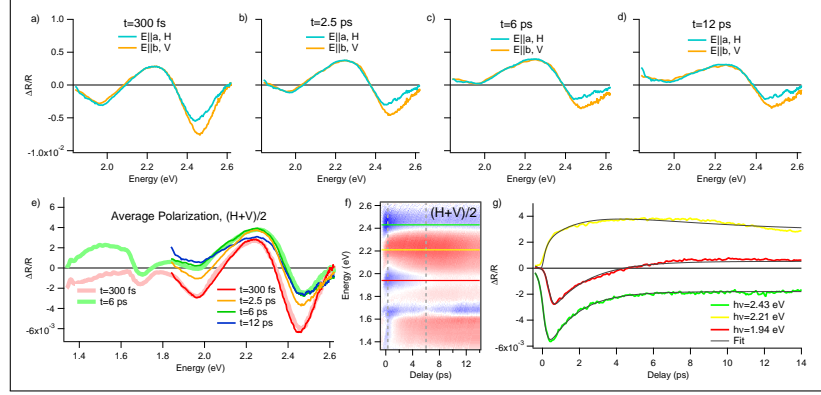 a) t=300 fs
E||a, H
E||b, V
b) t=2.5 ps
E||a, H
E||b, V
c) t=6 ps
E||a, H
E||b, V
d) t=12 ps
E||a, H
E||b, V
1.0
0.5
0.0
-0.5
-1.0x10⁻²
ΔR/R
2.0 2.2 2.4 2.6
2.0 2.2 2.4 2.6
2.0 2.2 2.4 2.6
2.0 2.2 2.4 2.6
Energy (eV)
Energy (eV)
Energy (eV)
Energy (eV)
e) Average Polarization, (H+V)/2
6
4
2
0
-2
-4
-6x10⁻³
ΔR/R
t=300 fs
t=6 ps
t=300 fs
t=2.5 ps
t=6 ps
t=12 ps
1.4 1.6 1.8 2.0 2.2 2.4 2.6
Energy (eV)
f) (H+V)/2
2.6
2.4
2.2
2.0
1.8
1.6
1.4
Energy (eV)
0 4 8 12
Delay (ps)
g)
4
2
0
-2
-4
-6x10⁻³
ΔR/R
hν=2.43 eV
hν=2.21 eV
hν=1.94 eV
Fit
0 2 4 6 8 10 12 14
Delay (ps)